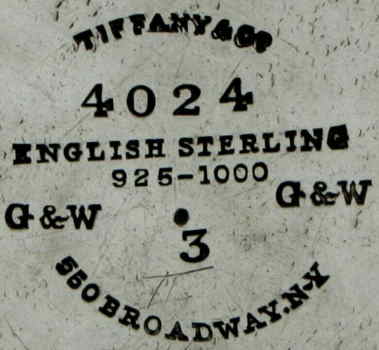 TIFFANY & Co
4024
ENGLISH STERLING
925-1000
G&W G&W
3
550 BROADWAY. N-Y